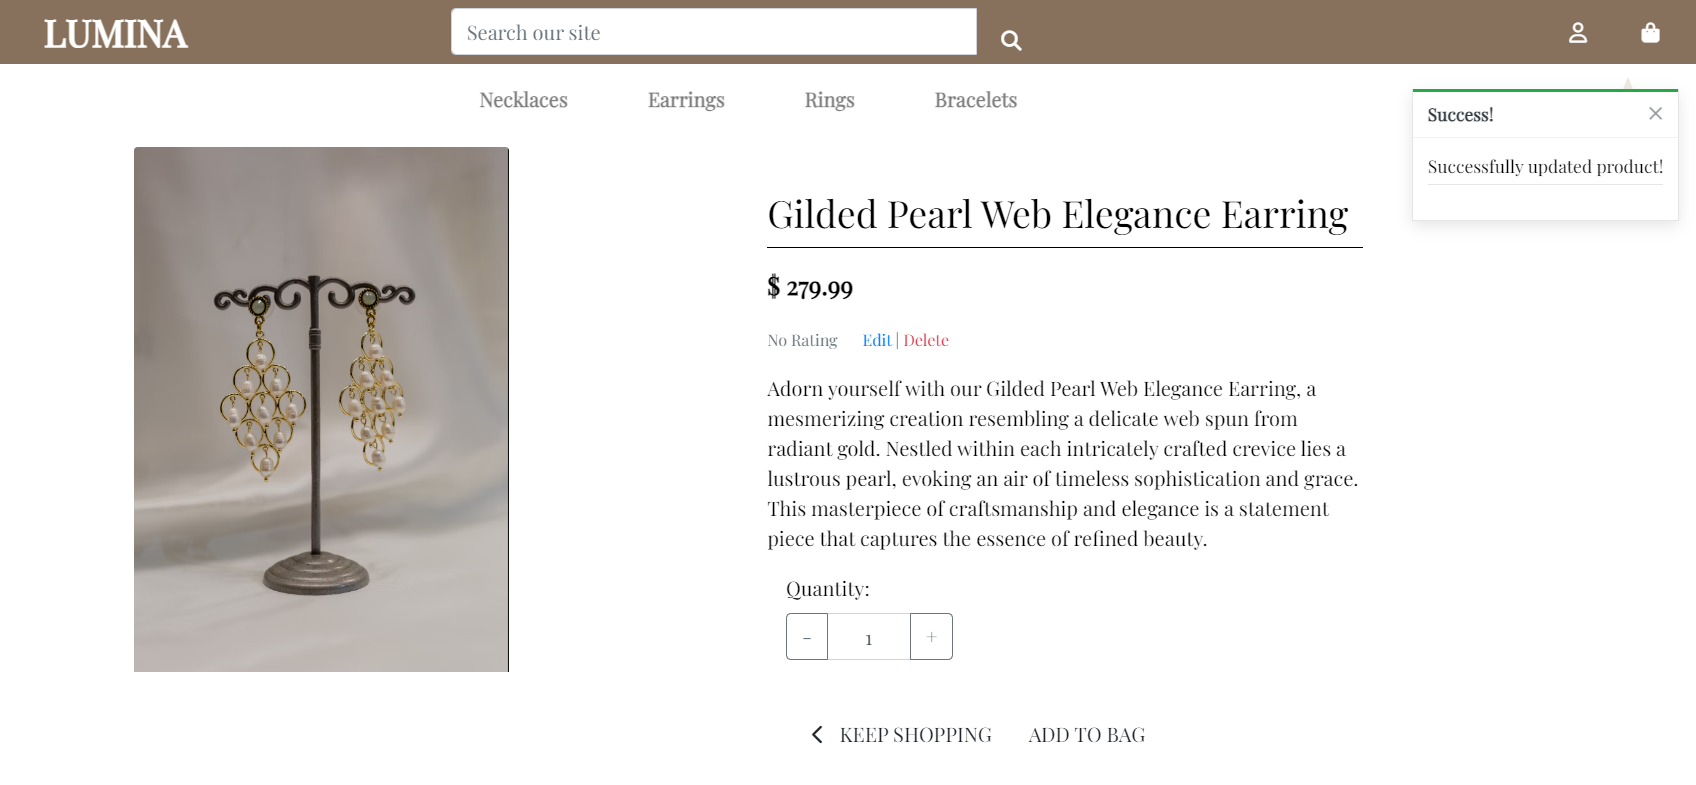 LUMINA
Search our site
Necklaces Earrings Rings Bracelets
Success!
Successfully updated product!
Gilded Pearl Web Elegance Earring
$ 279.99
No Rating Edit | Delete
Adorn yourself with our Gilded Pearl Web Elegance Earring, a
mesmerizing creation resembling a delicate web spun from
radiant gold. Nestled within each intricately crafted crevice lies a
lustrous pearl, evoking an air of timeless sophistication and grace.
This masterpiece of craftsmanship and elegance is a statement
piece that captures the essence of refined beauty.
Quantity:
- 1 +
KEEP SHOPPING ADD TO BAG